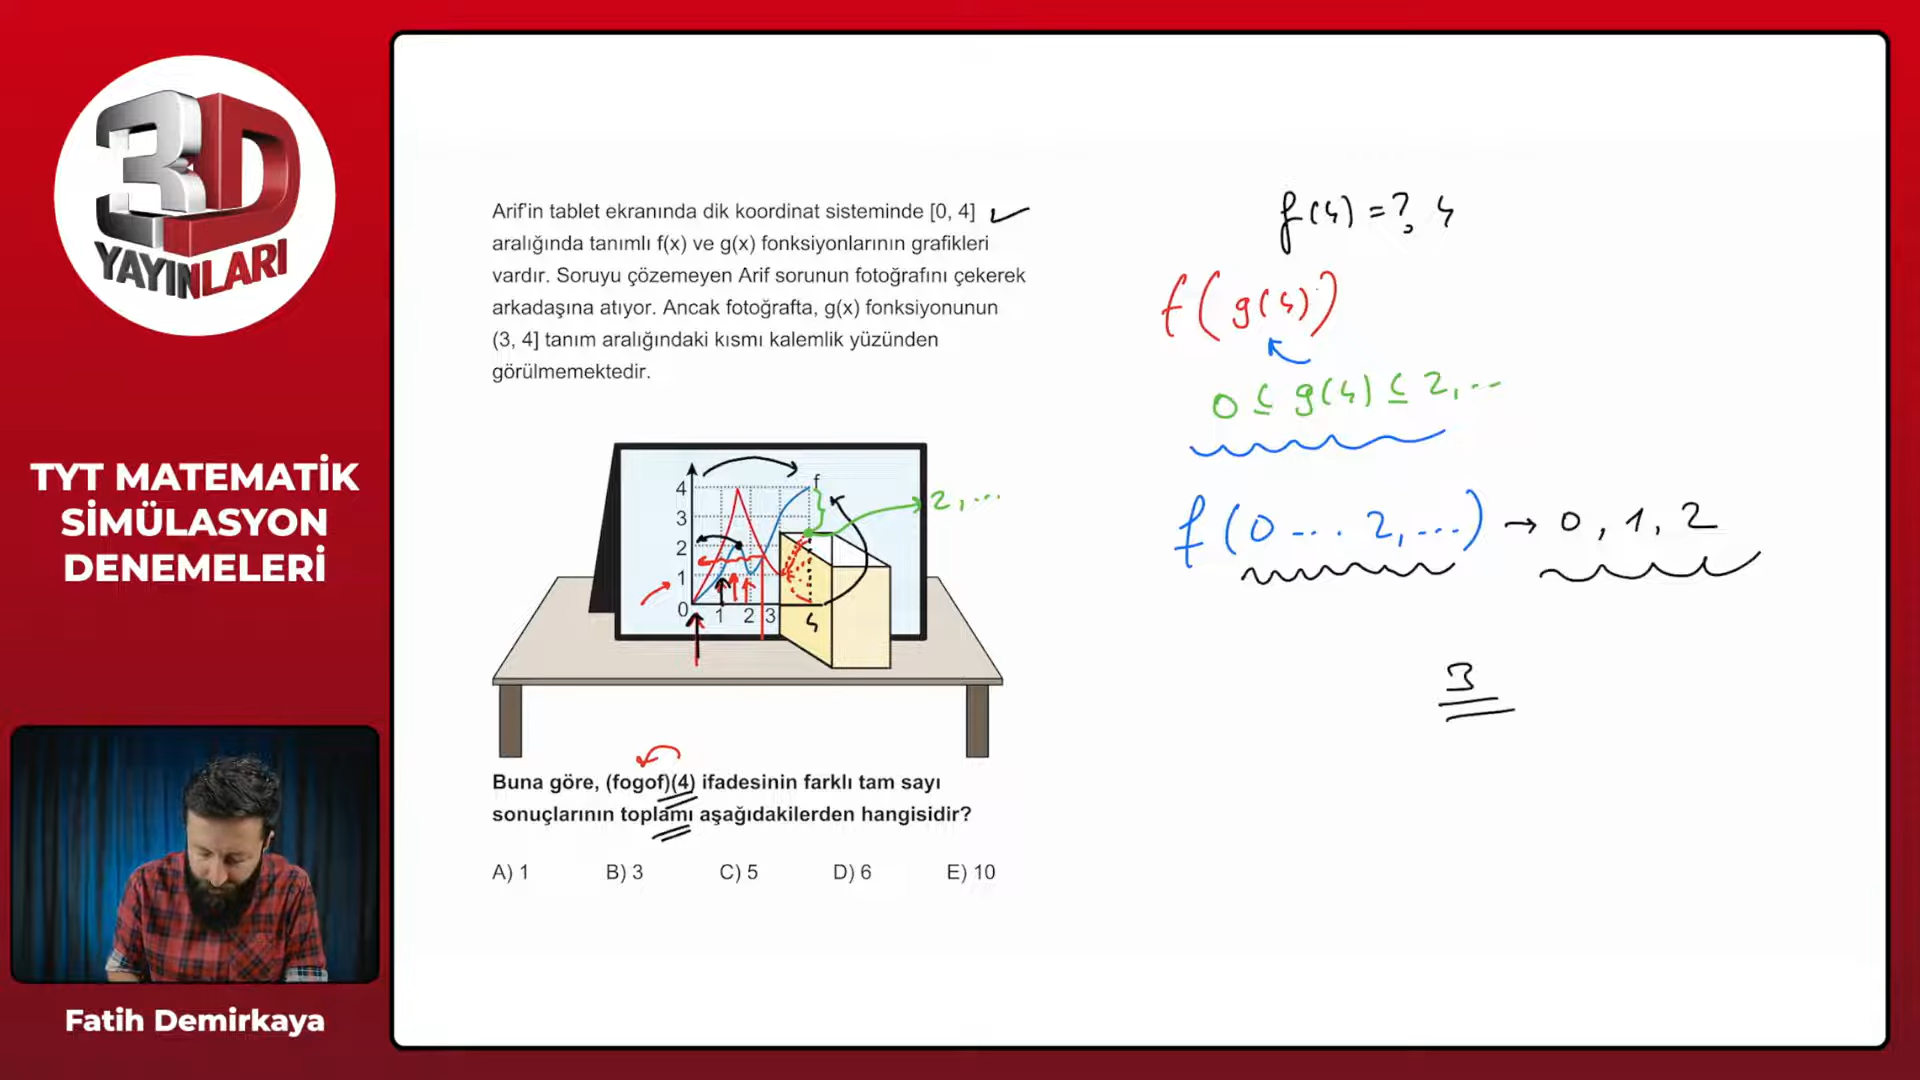 3D
YAYINLARI
TYT MATEMATİK
SİMÜLASYON
DENEMELERİ
Fatih Demirkaya
Arif'in tablet ekranında dik koordinat sisteminde [0, 4]
aralığında tanımlı f(x) ve g(x) fonksiyonlarının grafikleri
vardır. Soruyu çözemeyen Arif sorunun fotoğrafını çekerek
arkadaşına atıyor. Ancak fotoğrafta, g(x) fonksiyonunun
(3, 4] tanım aralığındaki kısmı kalemlik yüzünden
görülmemektedir.
4
3
2
1
0 1 2 3 4
f
2, ...
Buna göre, (fogof)(4) ifadesinin farklı tam sayı
sonuçlarının toplamı aşağıdakilerden hangisidir?
A) 1 B) 3 C) 5 D) 6 E) 10
f(4) = ? 4
f(g(4))
0 ≤ g(4) ≤ 2, ...
f(0 ... 2, ...) → 0, 1, 2
3